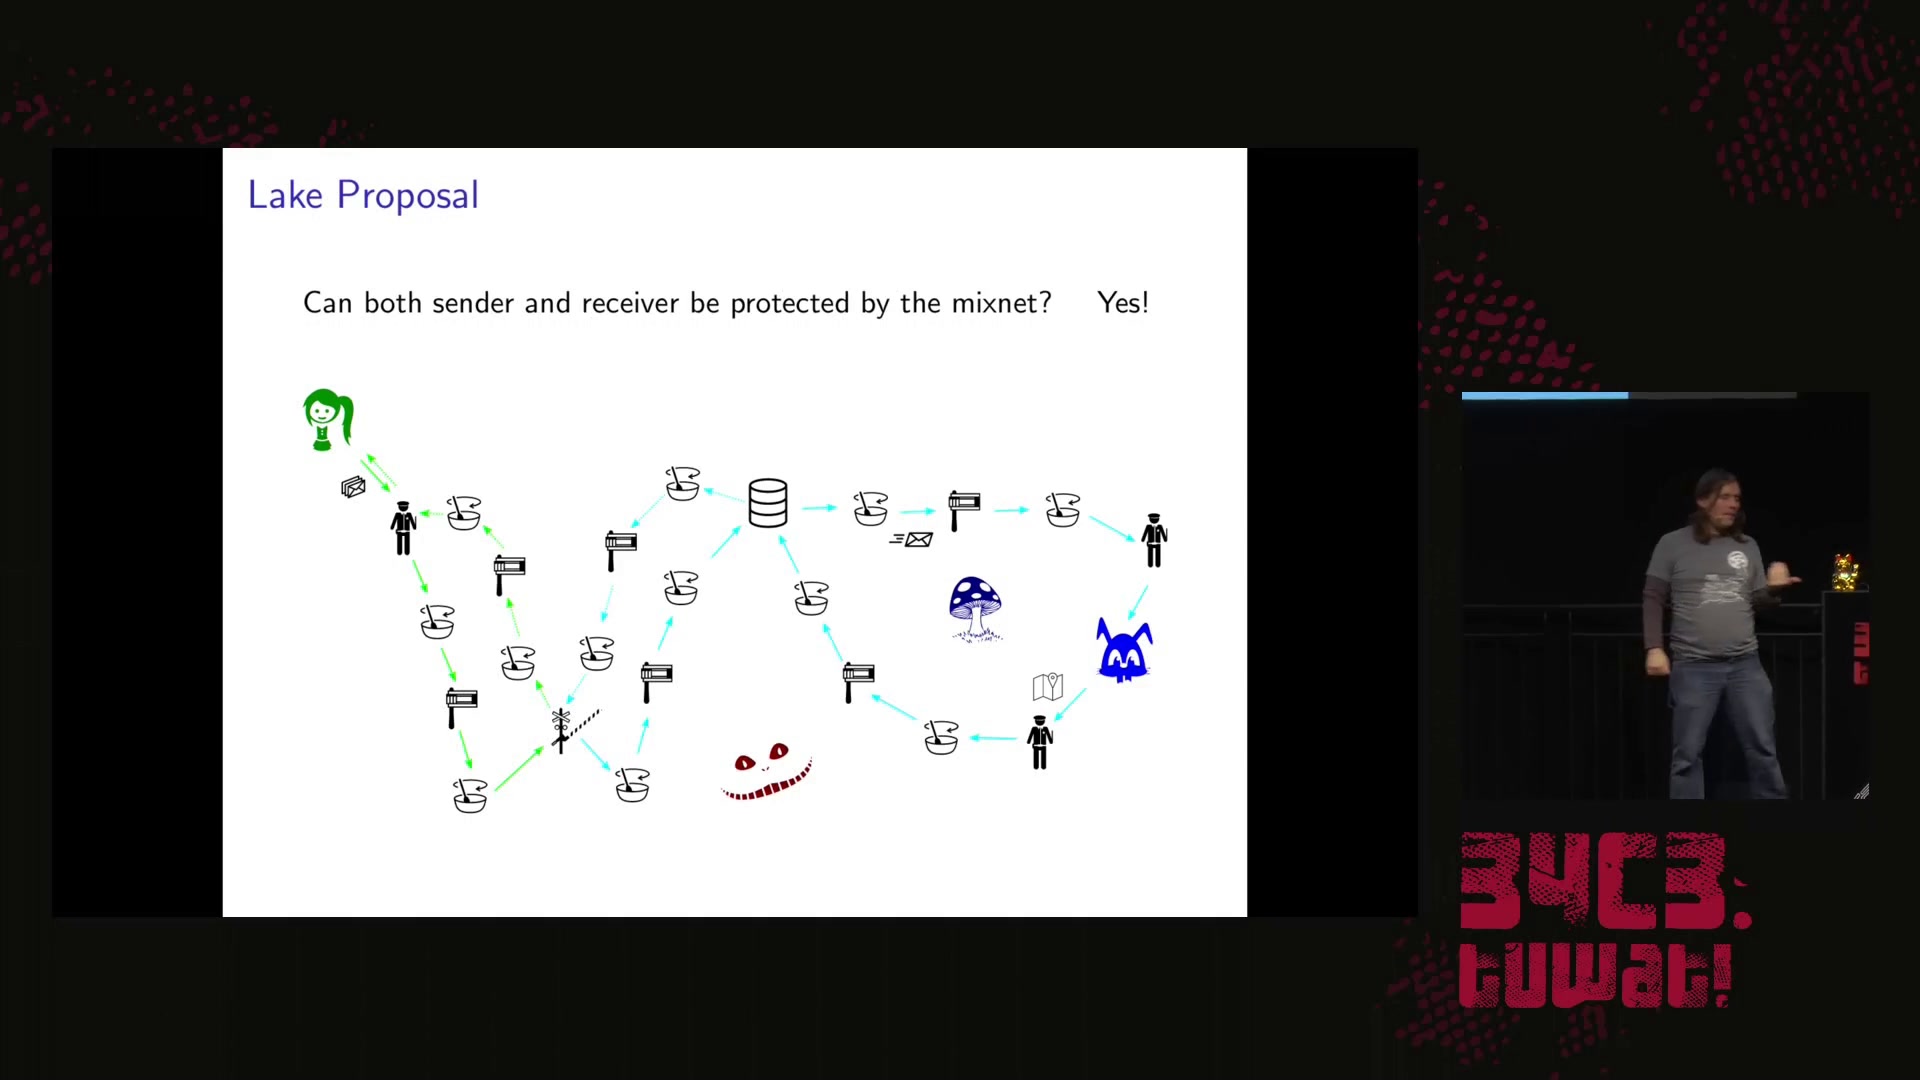 Lake Proposal
Can both sender and receiver be protected by the mixnet? Yes!
34C3.
tuwat!